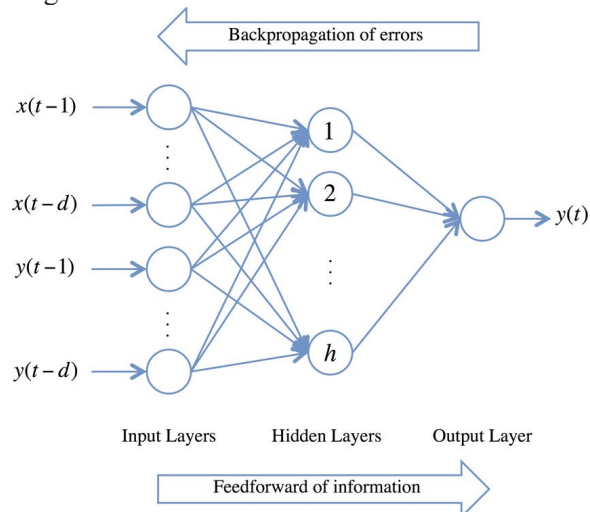 Backpropagation of errors
x(t−1)
x(t−d)
y(t−1)
y(t−d)
1
2
h
y(t)
Input Layers
Hidden Layers
Output Layer
Feedforward of information